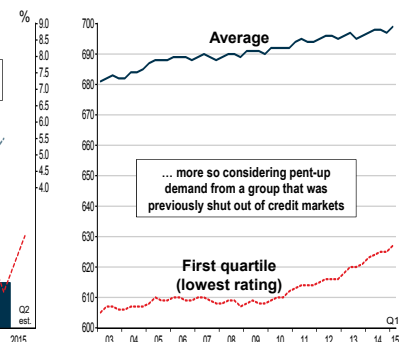 %
9.0
8.5
8.0
7.5
7.0
6.5
6.0
5.5
5.0
4.5
4.0
Q2
est.
2015
700
690
680
670
660
650
640
630
620
610
600
Average
… more so considering pent-up
demand from a group that was
previously shut out of credit markets
First quartile
(lowest rating)
Q1
03 04 05 06 07 08 09 10 11 12 13 14 15